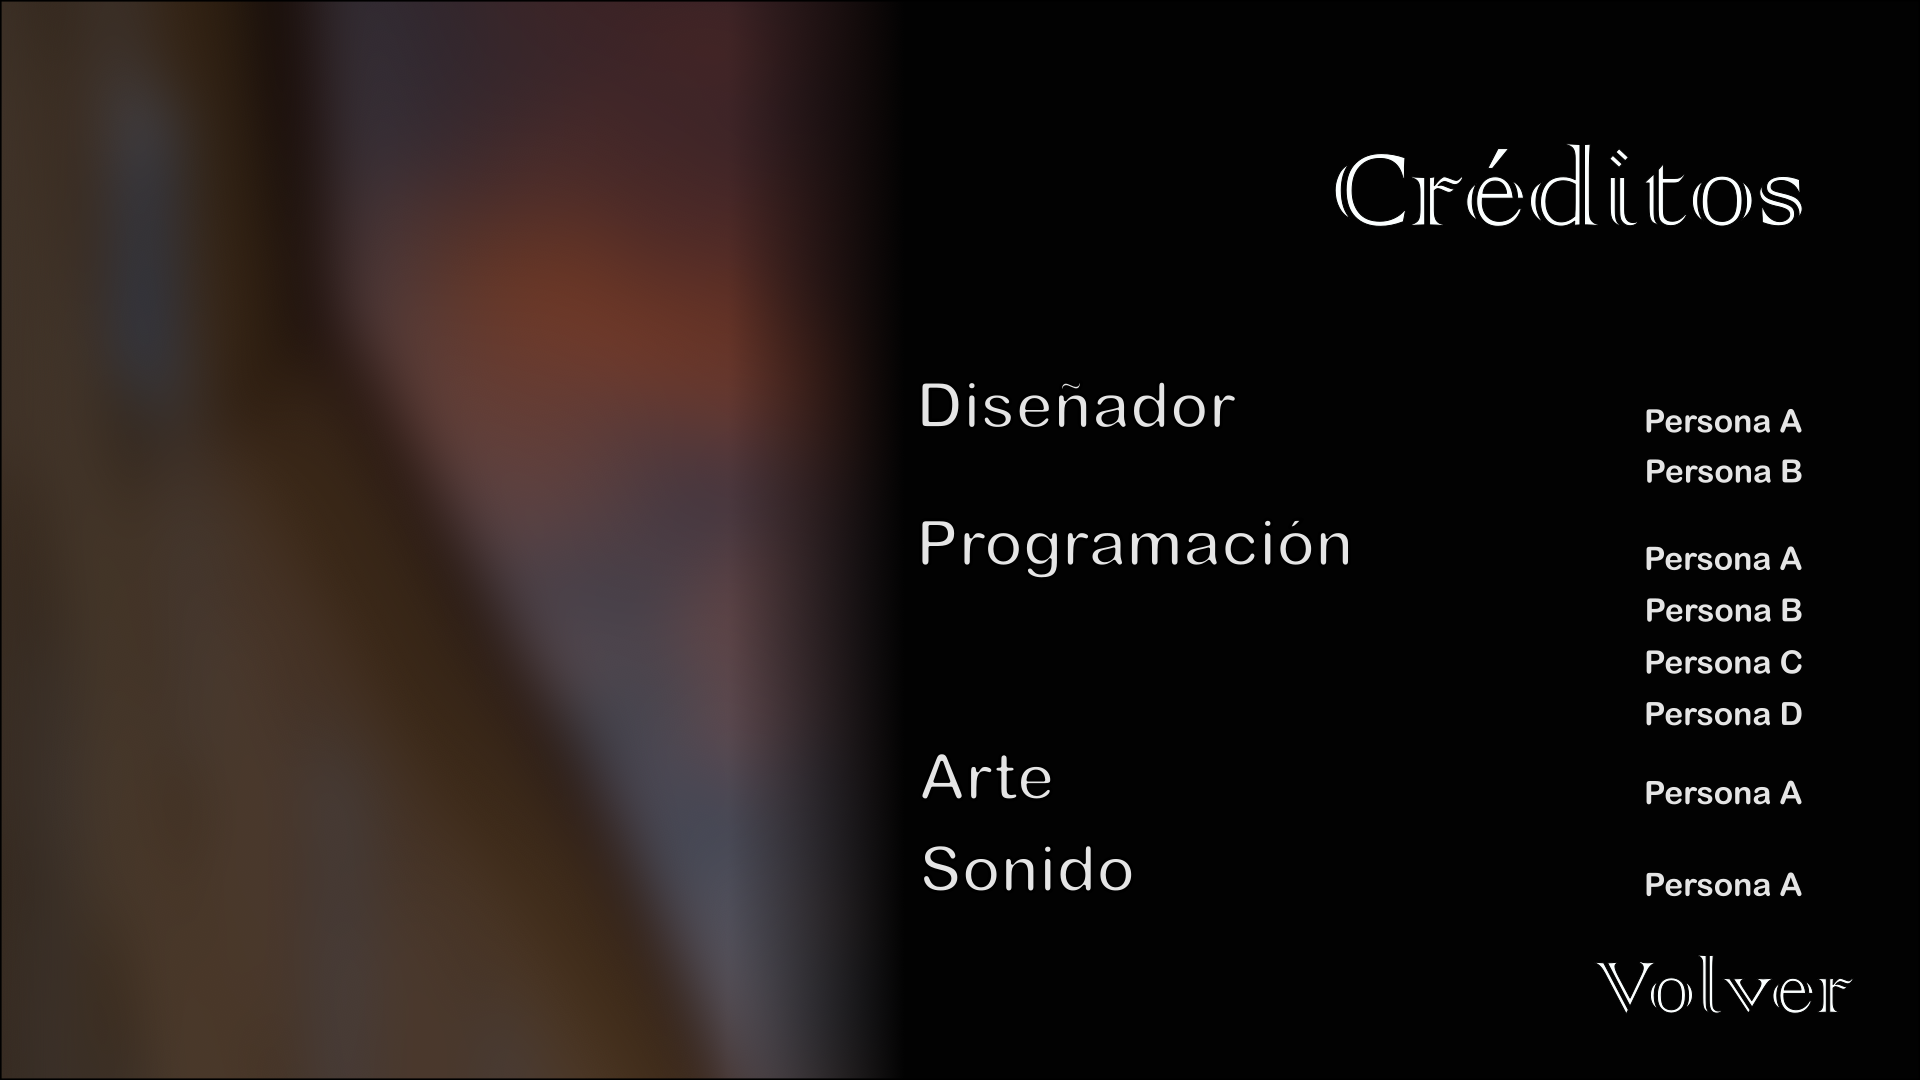 Créditos
Diseñador
Persona A
Persona B
Programación
Persona A
Persona B
Persona C
Persona D
Arte
Persona A
Sonido
Persona A
Volver